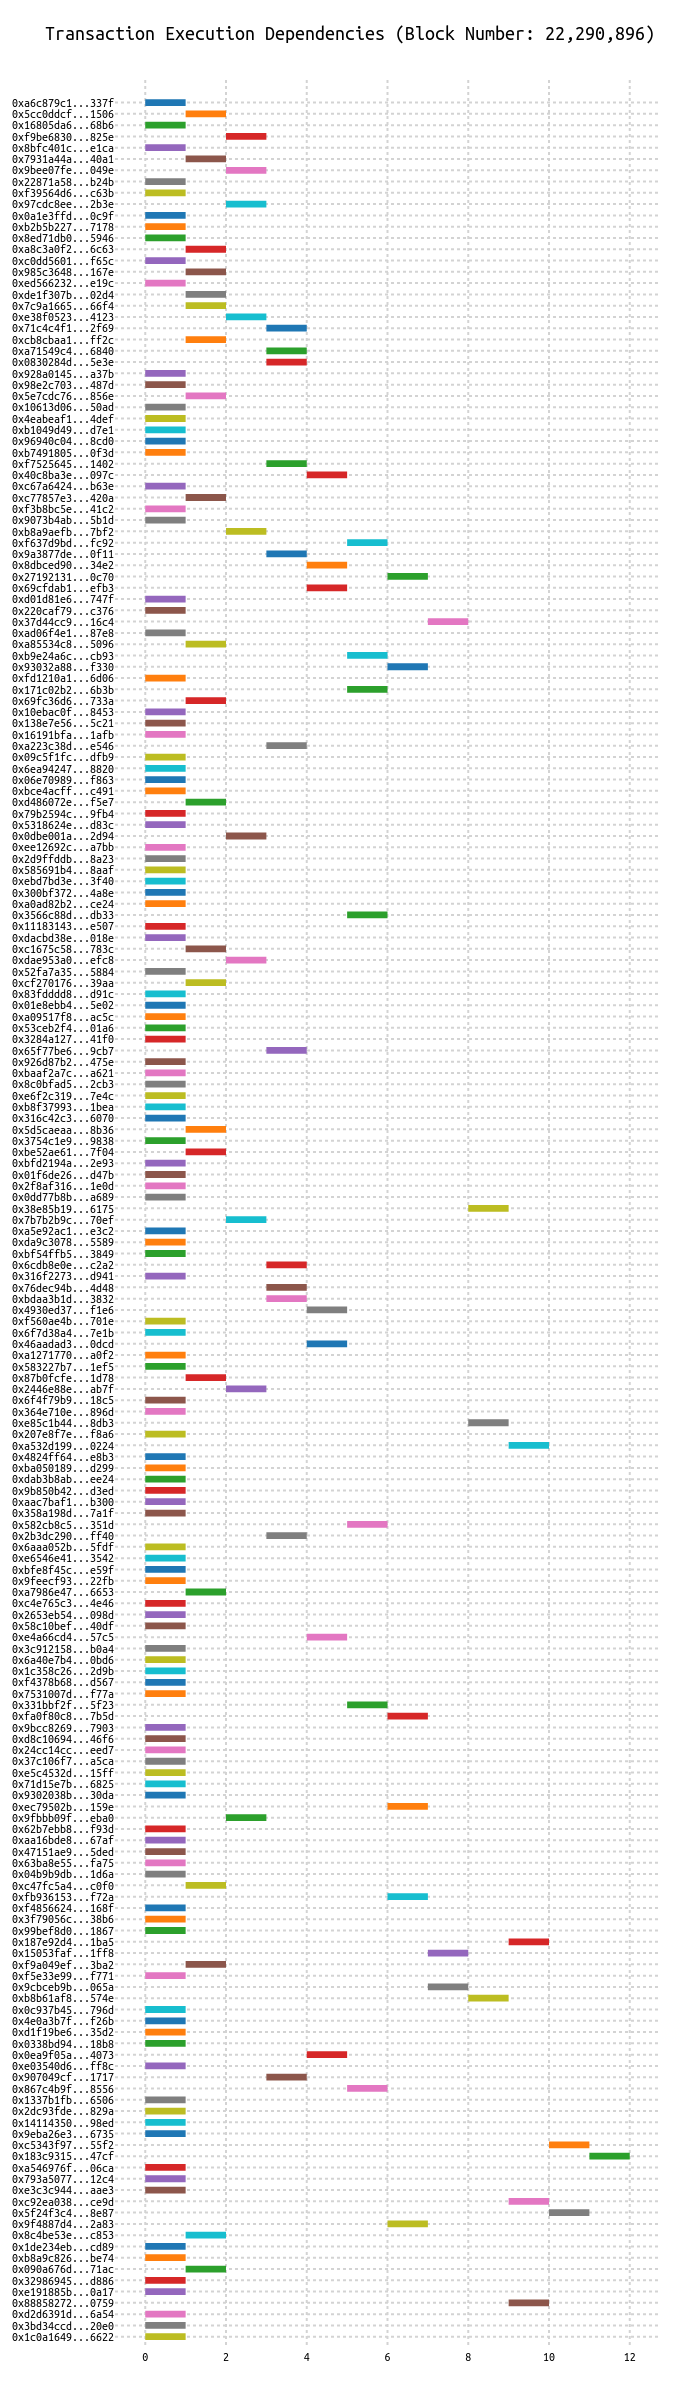 Transaction Execution Dependencies (Block Number: 22,290,896)
0xa6c879c1...337f
0x5cc0ddcf...1506
0x16805da6...68b6
0xf9be6830...825e
0x8bfc401c...e1ca
0x7931a44a...40a1
0x9bee07fe...049e
0x22871a58...b24b
0xf39564d6...c63b
0x97cdc8ee...2b3e
0x0a1e3ffd...0c9f
0xb2b5b227...7178
0x8ed71db0...5946
0xa8c3a0f2...6c63
0xc0dd5601...f65c
0x985c3648...167e
0xed566232...e19c
0xde1f307b...02d4
0x7c9a1665...66f4
0xe38f0523...4123
0x71c4c4f1...2f69
0xcb8cbaa1...ff2c
0xa71549c4...6840
0x0830284d...5e3e
0x928a0145...a37b
0x98e2c703...487d
0x5e7cdc76...856e
0x10613d06...50ad
0x4eabeaf1...4def
0xb1049d49...d7e1
0x96940c04...8cd0
0xb7491805...0f3d
0xf7525645...1402
0x40c8ba3e...097c
0xc67a6424...b63e
0xc77857e3...420a
0xf3b8bc5e...41c2
0x9073b4ab...5b1d
0xb8a9aefb...7bf2
0xf637d9bd...fc92
0x9a3877de...0f11
0x8dbced90...34e2
0x27192131...0c70
0x69cfdab1...efb3
0xd01d81e6...747f
0x220caf79...c376
0x37d44cc9...16c4
0xad06f4e1...87e8
0xa85534c8...5096
0xb9e24a6c...cb93
0x93032a88...f330
0xfd1210a1...6d06
0x171c02b2...6b3b
0x69fc36d6...733a
0x10ebac0f...8453
0x138e7e56...5c21
0x16191bfa...1afb
0xa223c38d...e546
0x09c5f1fc...dfb9
0x6ea94247...8820
0x06e70989...f863
0xbce4acff...c491
0xd486072e...f5e7
0x79b2594c...9fb4
0x5318624e...d83c
0x0dbe001a...2d94
0xee12692c...a7bb
0x2d9ffddb...8a23
0x585691b4...8aaf
0xebd7bd3e...3f40
0x300bf372...4a8e
0xa0ad82b2...ce24
0x3566c88d...db33
0x11183143...e507
0xdacbd38e...018e
0xc1675c58...783c
0xdae953a0...efc8
0x52fa7a35...5884
0xcf270176...39aa
0x83fdddd8...d91c
0x01e8ebb4...5e02
0xa09517f8...ac5c
0x53ceb2f4...01a6
0x3284a127...41f0
0x65f77be6...9cb7
0x926d87b2...475e
0xbaaf2a7c...a621
0x8c0bfad5...2cb3
0xe6f2c319...7e4c
0xb8f37993...1bea
0x316c42c3...6070
0x5d5caeaa...8b36
0x3754c1e9...9838
0xbe52ae61...7f04
0xbfd2194a...2e93
0x01f6de26...d47b
0x2f8af316...1e0d
0x0dd77b8b...a689
0x38e85b19...6175
0x7b7b2b9c...70ef
0xa5e92ac1...e3c2
0xda9c3078...5589
0xbf54ffb5...3849
0x6cdb8e0e...c2a2
0x316f2273...d941
0x76dec94b...4d48
0xbdaa3b1d...3832
0x4930ed37...f1e6
0xf560ae4b...701e
0x6f7d38a4...7e1b
0x46aadad3...0dcd
0xa1271770...a0f2
0x583227b7...1ef5
0x87b0fcfe...1d78
0x2446e88e...ab7f
0x6f4f79b9...18c5
0x364e710e...896d
0xe85c1b44...8db3
0x207e8f7e...f8a6
0xa532d199...0224
0x4824ff64...e8b3
0xba050189...d299
0xdab3b8ab...ee24
0x9b850b42...d3ed
0xaac7baf1...b300
0x358a198d...7a1f
0x582cb8c5...351d
0x2b3dc290...ff40
0x6aaa052b...5fdf
0xe6546e41...3542
0xbfe8f45c...e59f
0x9feecf93...22fb
0xa7986e47...6653
0xc4e765c3...4e46
0x2653eb54...098d
0x58c10bef...40df
0xe4a66cd4...57c5
0x3c912158...b0a4
0x6a40e7b4...0bd6
0x1c358c26...2d9b
0xf4378b68...d567
0x7531007d...f77a
0x331bbf2f...5f23
0xfa0f80c8...7b5d
0x9bcc8269...7903
0xd8c10694...46f6
0x24cc14cc...eed7
0x37c106f7...a5ca
0xe5c4532d...15ff
0x71d15e7b...6825
0x9302038b...30da
0xec79502b...159e
0x9fbbb09f...eba0
0x62b7ebb8...f93d
0xaa16bde8...67af
0x47151ae9...5ded
0x63ba8e55...fa75
0x04b9b9db...1d6a
0xc47fc5a4...c0f0
0xfb936153...f72a
0xf4856624...168f
0x3f79056c...38b6
0x99bef8d0...1867
0x187e92d4...1ba5
0x15053faf...1ff8
0xf9a049ef...3ba2
0xf5e33e99...f771
0x9cbceb9b...065a
0xb8b61af8...574e
0x0c937b45...796d
0x4e0a3b7f...f26b
0xd1f19be6...35d2
0x0338bd94...18b8
0x0ea9f05a...4073
0xe03540d6...ff8c
0x907049cf...1717
0x867c4b9f...8556
0x1337b1fb...6506
0x2dc93fde...829a
0x14114350...98ed
0x9eba26e3...6735
0xc5343f97...55f2
0x183c9315...47cf
0xa546976f...06ca
0x793a5077...12c4
0xe3c3c944...aae3
0xc92ea038...ce9d
0x5f24f3c4...8e87
0x9f4887d4...2a83
0x8c4be53e...c853
0x1de234eb...cd89
0xb8a9c826...be74
0x090a676d...71ac
0x32986945...d886
0xe191885b...0a17
0x88858272...0759
0xd2d6391d...6a54
0x3bd34ccd...20e0
0x1c0a1649...6622
0 2 4 6 8 10 12